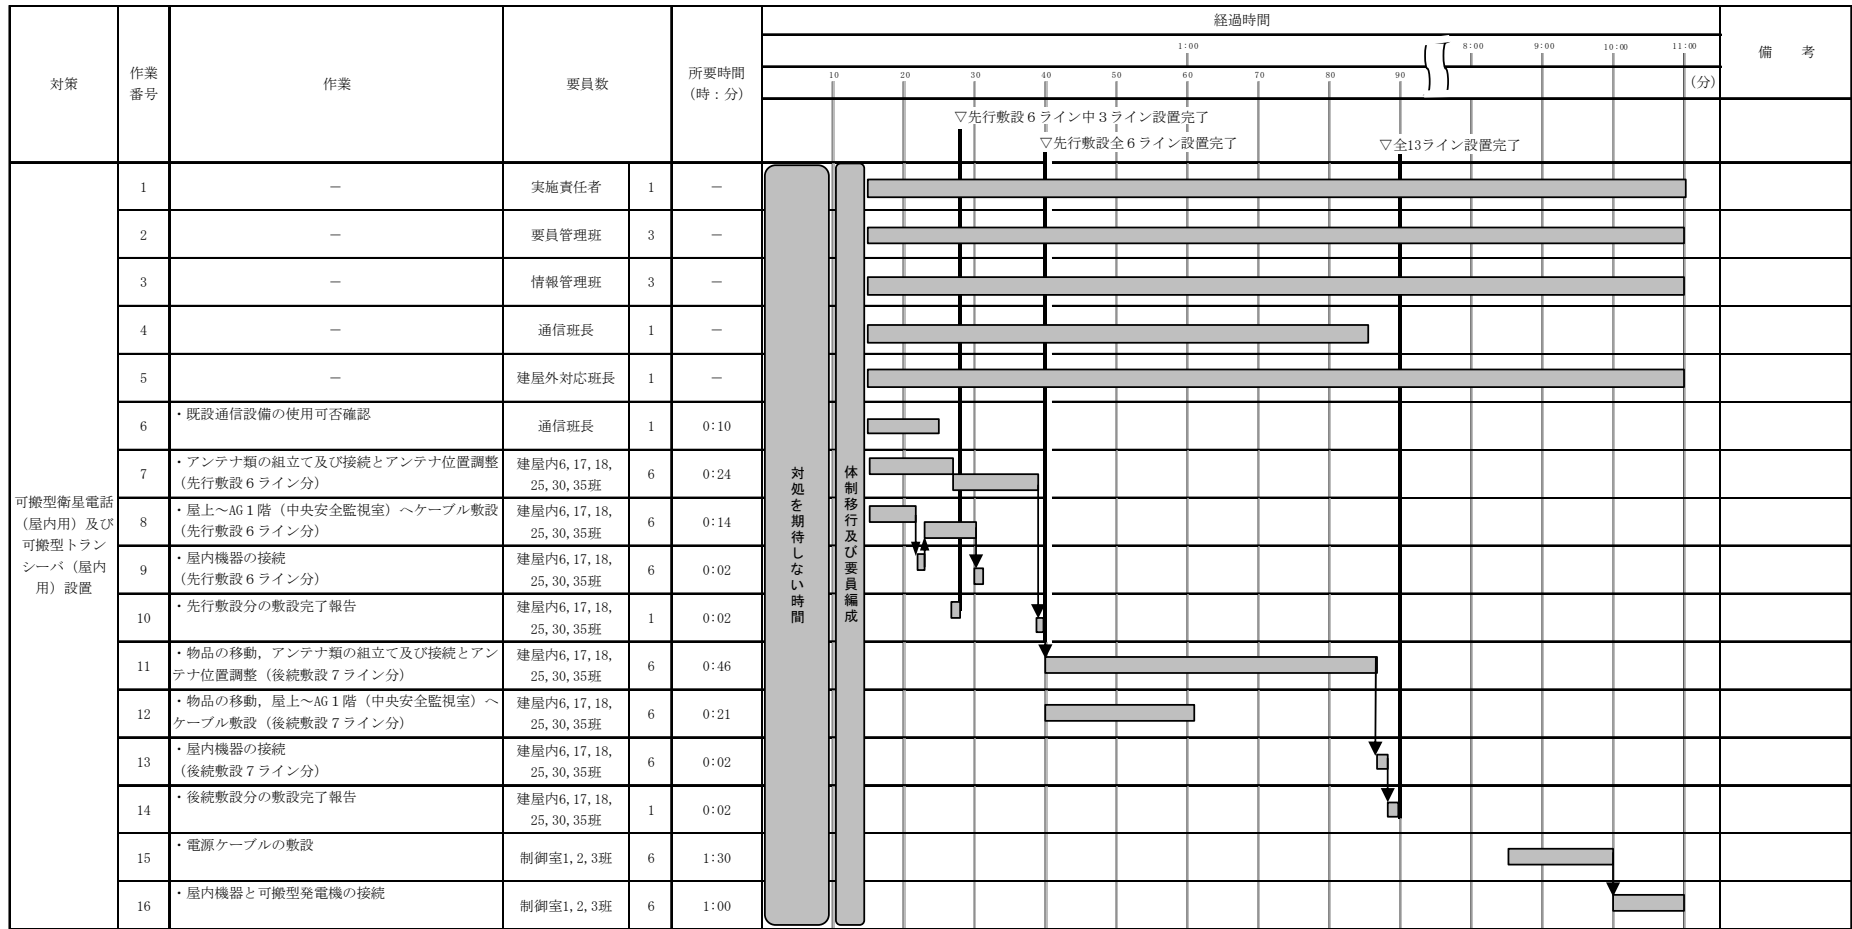 経過時間
1:00
8:00
9:00
10:00
11:00
対策
作業
番号
作業
要員数
所要時間
(時：分)
備　考
10
20
30
40
50
60
70
80
90
(分)
▽先行敷設６ライン中３ライン設置完了
▽先行敷設全６ライン設置完了
▽全13ライン設置完了
可搬型衛星電話
（屋内用）及び
可搬型トラン
シーバ（屋内
用）設置
対処を期待しない時間
体制移行及び要員編成
1
－
実施責任者
1
－
2
－
要員管理班
3
－
3
－
情報管理班
3
－
4
－
通信班長
1
－
5
－
建屋外対応班長
1
－
6
・既設通信設備の使用可否確認
通信班長
1
0:10
7
・アンテナ類の組立て及び接続とアンテナ位置調整
（先行敷設６ライン分）
建屋内6,17,18,
25,30,35班
6
0:24
8
・屋上～AG１階（中央安全監視室）へケーブル敷設
（先行敷設６ライン分）
建屋内6,17,18,
25,30,35班
6
0:14
9
・屋内機器の接続
（先行敷設６ライン分）
建屋内6,17,18,
25,30,35班
6
0:02
10
・先行敷設分の敷設完了報告
建屋内6,17,18,
25,30,35班
1
0:02
11
・物品の移動，アンテナ類の組立て及び接続とアン
テナ位置調整（後続敷設７ライン分）
建屋内6,17,18,
25,30,35班
6
0:46
12
・物品の移動，屋上～AG１階（中央安全監視室）へ
ケーブル敷設（後続敷設７ライン分）
建屋内6,17,18,
25,30,35班
6
0:21
13
・屋内機器の接続
（後続敷設７ライン分）
建屋内6,17,18,
25,30,35班
6
0:02
14
・後続敷設分の敷設完了報告
建屋内6,17,18,
25,30,35班
1
0:02
15
・電源ケーブルの敷設
制御室1,2,3班
6
1:30
16
・屋内機器と可搬型発電機の接続
制御室1,2,3班
6
1:00